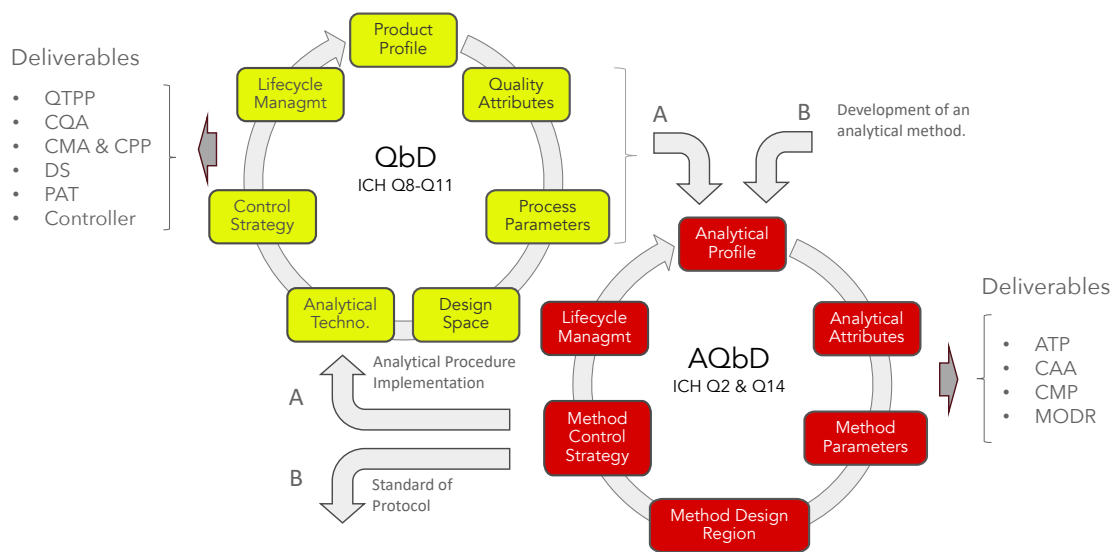 Deliverables
• QTPP
• CQA
• CMA & CPP
• DS
• PAT
• Controller
Product
Profile
Lifecycle
Managmt
Quality
Attributes
QbD
ICH Q8-Q11
Control
Strategy
Process
Parameters
Analytical
Techno.
Design
Space
A
B
Development of an
analytical method.
Analytical
Profile
Lifecycle
Managmt
Analytical
Attributes
AQbD
ICH Q2 & Q14
Method
Control
Strategy
Method
Parameters
Method Design
Region
Deliverables
• ATP
• CAA
• CMP
• MODR
Analytical Procedure
Implementation
A
B
Standard of
Protocol